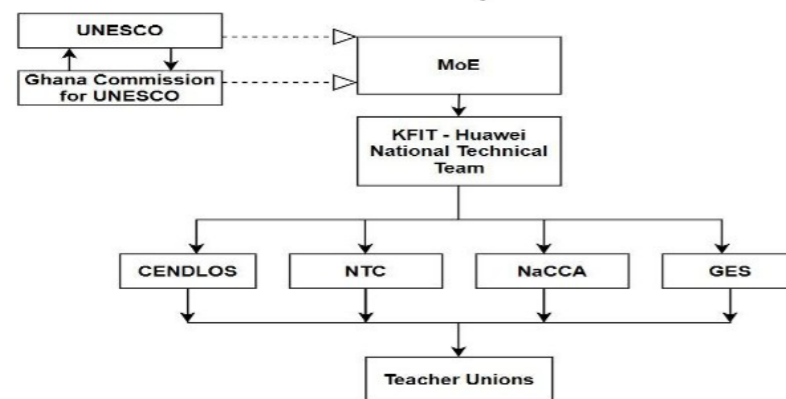 UNESCO
Ghana Commission
for UNESCO
MoE
KFIT - Huawei
National Technical
Team
CENDLOS
NTC
NaCCA
GES
Teacher Unions